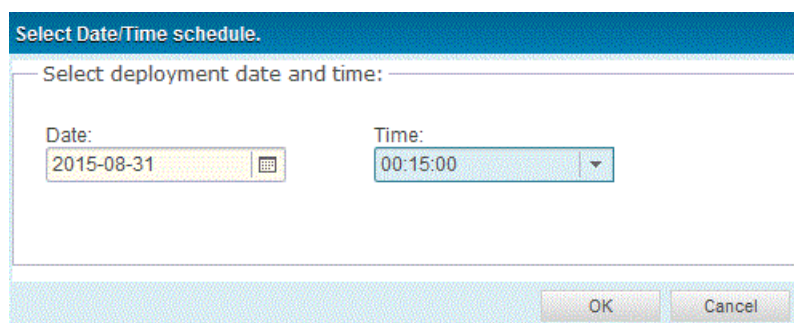 Select Date/Time schedule.
Select deployment date and time:
Date: Time:
2015-08-31 00:15:00
OK Cancel